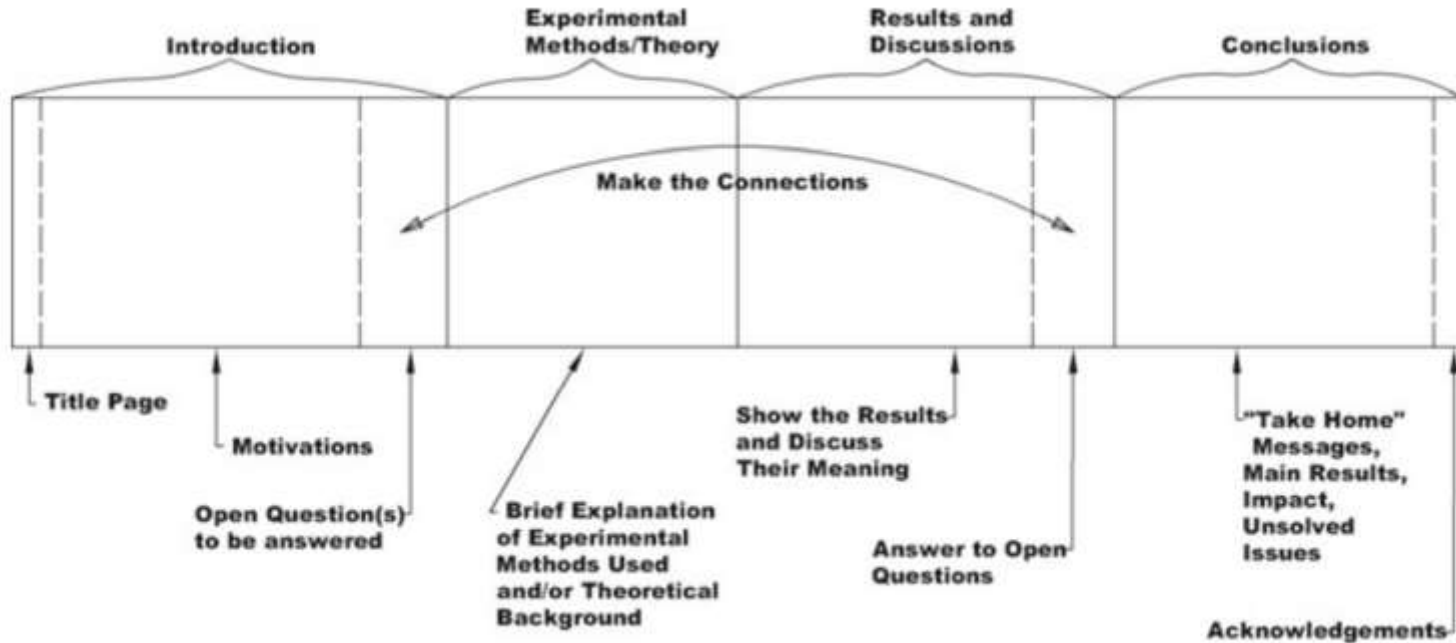 Introduction
Experimental
Methods/Theory
Results and
Discussions
Conclusions
Make the Connections
Title Page
Motivations
Open Question(s)
to be answered
Brief Explanation
of Experimental
Methods Used
and/or Theoretical
Background
Show the Results
and Discuss
Their Meaning
Answer to Open
Questions
"Take Home"
Messages,
Main Results,
Impact,
Unsolved
Issues
Acknowledgements